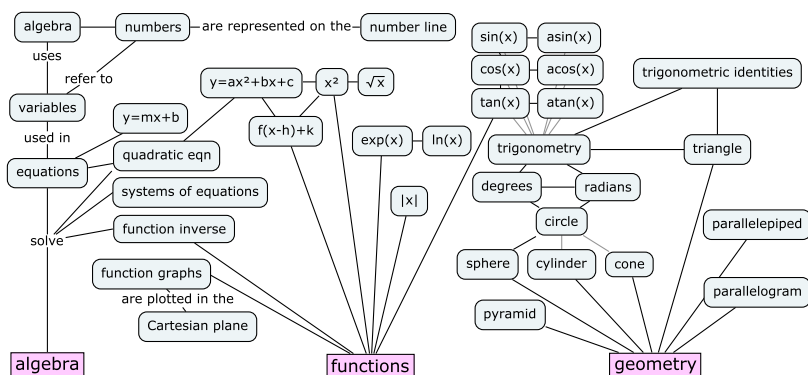 algebra
numbers
are represented on the
number line
sin(x)
asin(x)
uses
refer to
cos(x)
acos(x)
trigonometric identities
y=ax²+bx+c
x²
√x
variables
tan(x)
atan(x)
y=mx+b
f(x-h)+k
used in
exp(x)
ln(x)
trigonometry
triangle
quadratic eqn
equations
systems of equations
degrees
radians
|x|
circle
parallelepiped
function inverse
solve
sphere
cylinder
cone
function graphs
parallelogram
are plotted in the
pyramid
Cartesian plane
algebra
functions
geometry